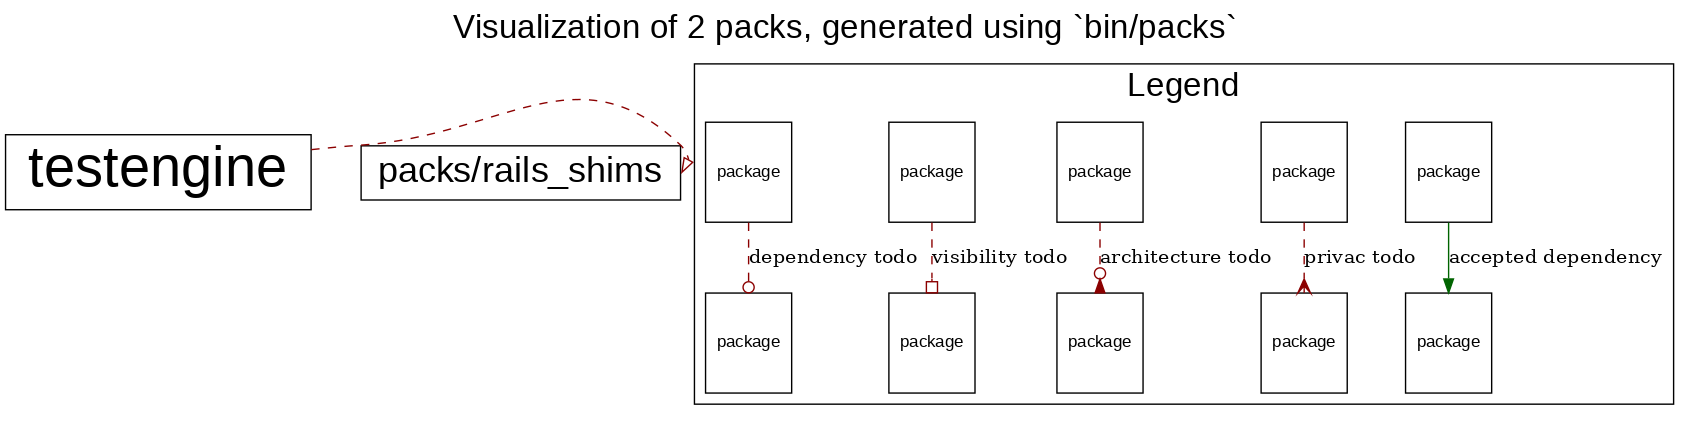 Visualization of 2 packs, generated using `bin/packs`
testengine
packs/rails_shims
Legend
package
package
package
package
package
dependency todo
visibility todo
architecture todo
privac todo
accepted dependency
package
package
package
package
package